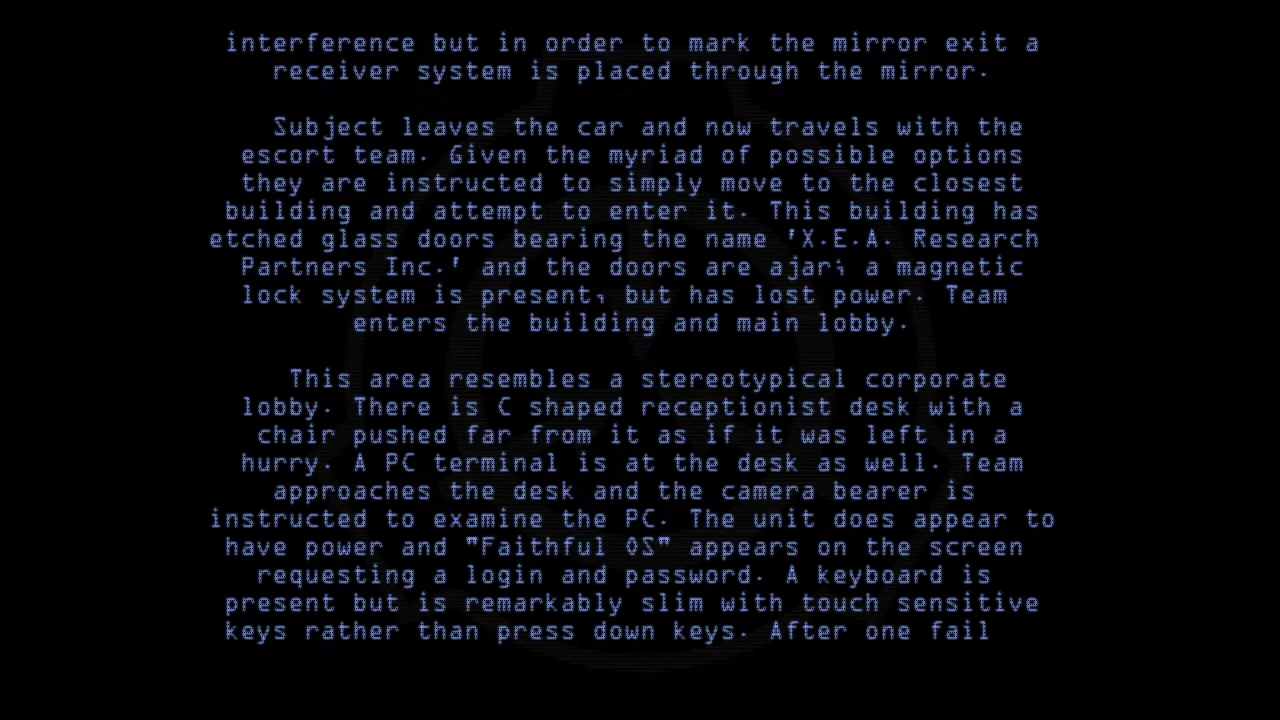 interference but in order to mark the mirror exit a
receiver system is placed through the mirror.
Subject leaves the car and now travels with the
escort team. Given the myriad of possible options
they are instructed to simply move to the closest
building and attempt to enter it. This building has
etched glass doors bearing the name 'X.E.A. Research
Partners Inc.' and the doors are ajar; a magnetic
lock system is present, but has lost power. Team
enters the building and main lobby.
This area resembles a stereotypical corporate
lobby. There is C shaped receptionist desk with a
chair pushed far from it as if it was left in a
hurry. A PC terminal is at the desk as well. Team
approaches the desk and the camera bearer is
instructed to examine the PC. The unit does appear to
have power and "Faithful OS" appears on the screen
requesting a login and password. A keyboard is
present but is remarkably slim with touch sensitive
keys rather than press down keys. After one fail